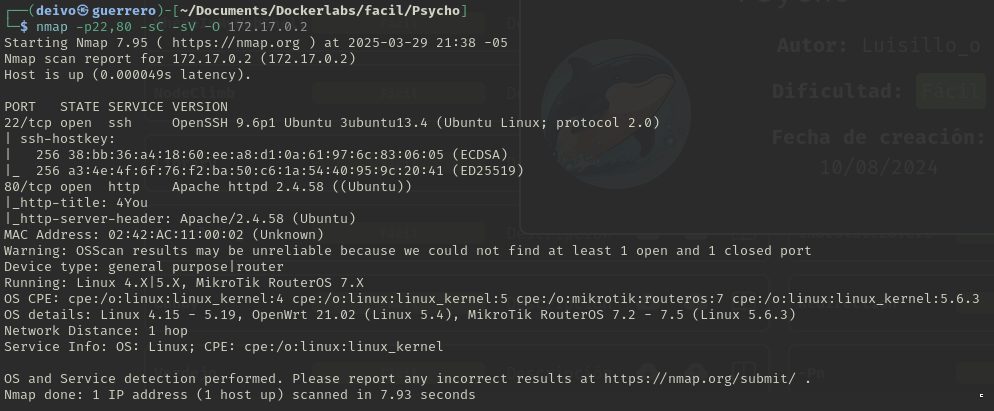 ┌──(deivo㉿guerrero)-[~/Documents/Dockerlabs/facil/Psycho]
└─$ nmap -p22,80 -sC -sV -O 172.17.0.2
Starting Nmap 7.95 ( https://nmap.org ) at 2025-03-29 21:38 -05
Nmap scan report for 172.17.0.2 (172.17.0.2)
Host is up (0.000049s latency).
PORT   STATE SERVICE VERSION
22/tcp open  ssh     OpenSSH 9.6p1 Ubuntu 3ubuntu13.4 (Ubuntu Linux; protocol 2.0)
| ssh-hostkey:
|   256 38:bb:36:a4:18:60:ee:a8:d1:0a:61:97:6c:83:06:05 (ECDSA)
|_  256 a3:4e:4f:6f:76:f2:ba:50:c6:1a:54:40:95:9c:20:41 (ED25519)
80/tcp open  http    Apache httpd 2.4.58 ((Ubuntu))
|_http-title: 4You
|_http-server-header: Apache/2.4.58 (Ubuntu)
MAC Address: 02:42:AC:11:00:02 (Unknown)
Warning: OSScan results may be unreliable because we could not find at least 1 open and 1 closed port
Device type: general purpose|router
Running: Linux 4.X|5.X, MikroTik RouterOS 7.X
OS CPE: cpe:/o:linux:linux_kernel:4 cpe:/o:linux:linux_kernel:5 cpe:/o:mikrotik:routeros:7 cpe:/o:linux:linux_kernel:5.6.3
OS details: Linux 4.15 - 5.19, OpenWrt 21.02 (Linux 5.4), MikroTik RouterOS 7.2 - 7.5 (Linux 5.6.3)
Network Distance: 1 hop
Service Info: OS: Linux; CPE: cpe:/o:linux:linux_kernel
OS and Service detection performed. Please report any incorrect results at https://nmap.org/submit/ .
Nmap done: 1 IP address (1 host up) scanned in 7.93 seconds
Autor: Luisillo_o
Dificultad: Fácil
Fecha de creación:
10/08/2024
NodeClimb